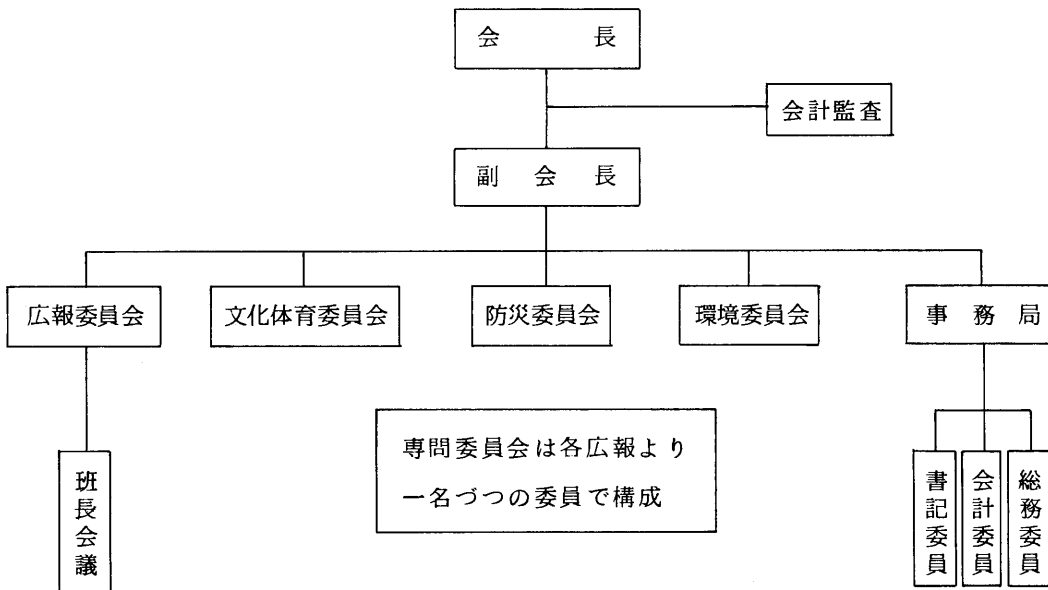 会長
会計監査
副会長
広報委員会
文化体育委員会
防災委員会
環境委員会
事務局
専問委員会は各広報より
一名づつの委員で構成
班長会議
書記委員
会計委員
総務委員